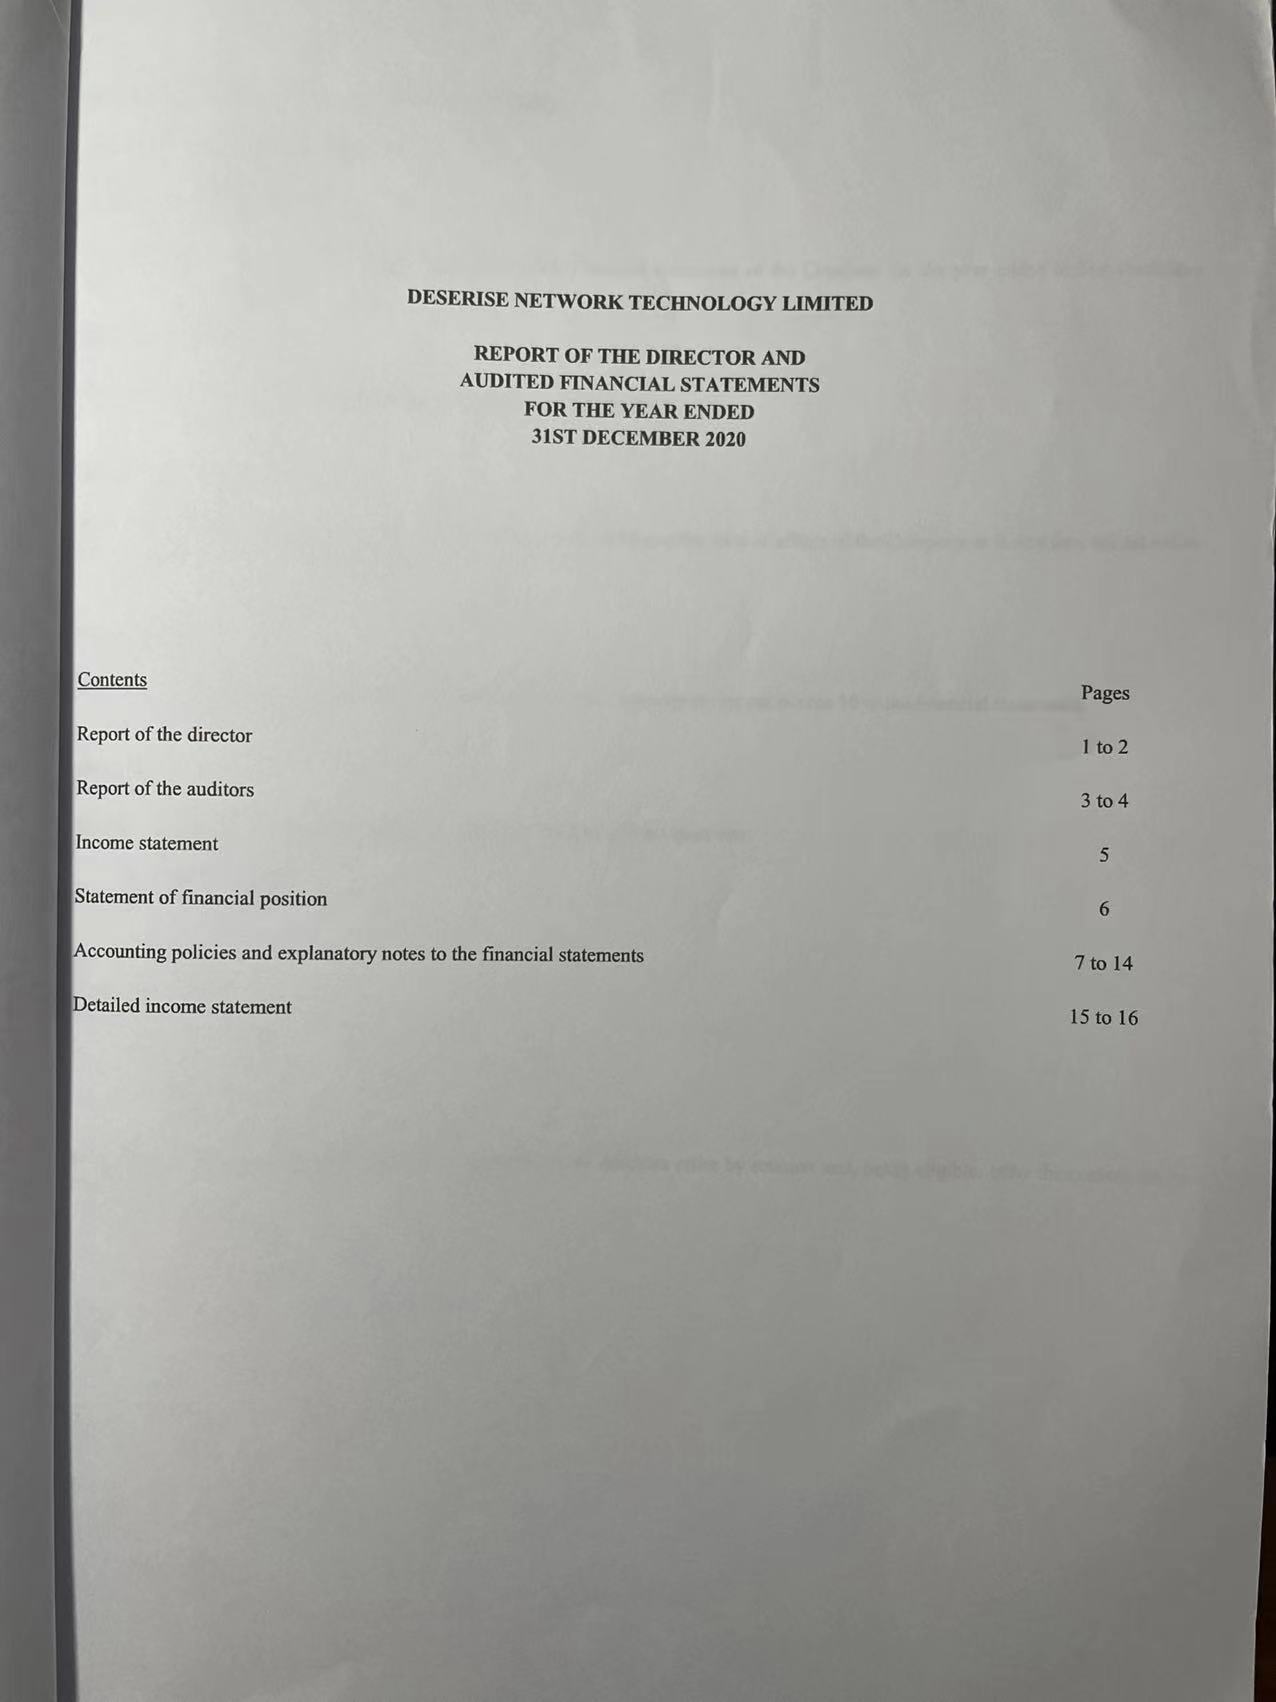 DESERISE NETWORK TECHNOLOGY LIMITED
REPORT OF THE DIRECTOR AND
AUDITED FINANCIAL STATEMENTS
FOR THE YEAR ENDED
31ST DECEMBER 2020
Contents Pages
Report of the director 1 to 2
Report of the auditors 3 to 4
Income statement 5
Statement of financial position 6
Accounting policies and explanatory notes to the financial statements 7 to 14
Detailed income statement 15 to 16